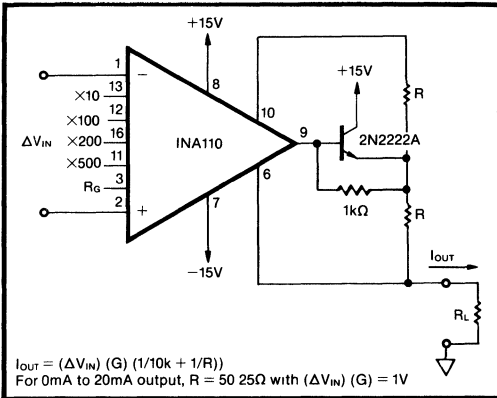 +15V
1
−
8
×10
13
×100
12
ΔVIN
×200
16
INA110
×500
11
RG
3
2
+
7
−15V
10
9
6
+15V
R
2N2222A
1kΩ
R
IOUT
RL
IOUT = (ΔVIN) (G) (1/10k + 1/R))
For 0mA to 20mA output, R = 50 25Ω with (ΔVIN) (G) = 1V